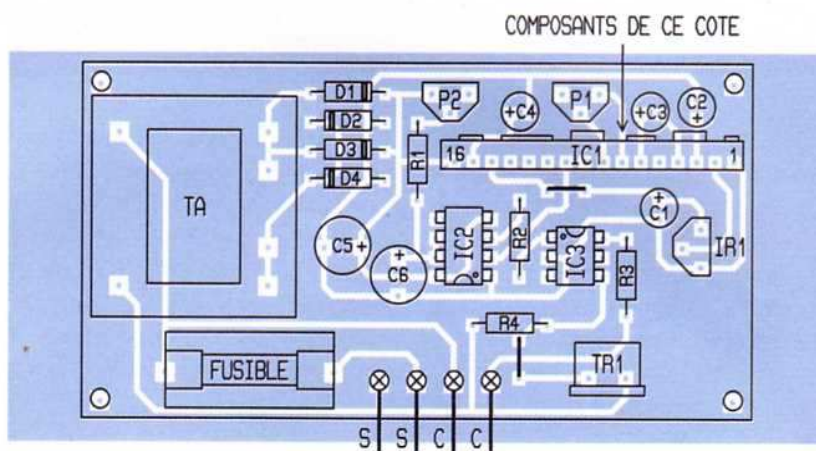 COMPOSANTS DE CE COTE
D1
P2
+C4
P1
+C3
C2
+
D2
D3
D4
R1
16
IC1
1
TA
C5 +
+
C6
IC2
R2
IC3
+
C1
IR1
R3
R4
FUSIBLE
TR1
S
S
C
C